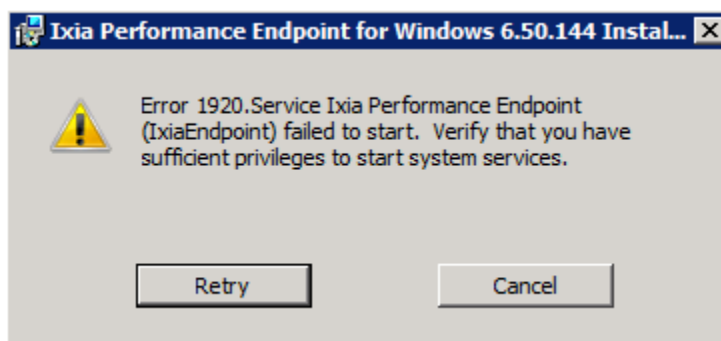 Ixia Performance Endpoint for Windows 6.50.144 Instal...
Error 1920.Service Ixia Performance Endpoint
(IxiaEndpoint) failed to start. Verify that you have
sufficient privileges to start system services.
Retry
Cancel